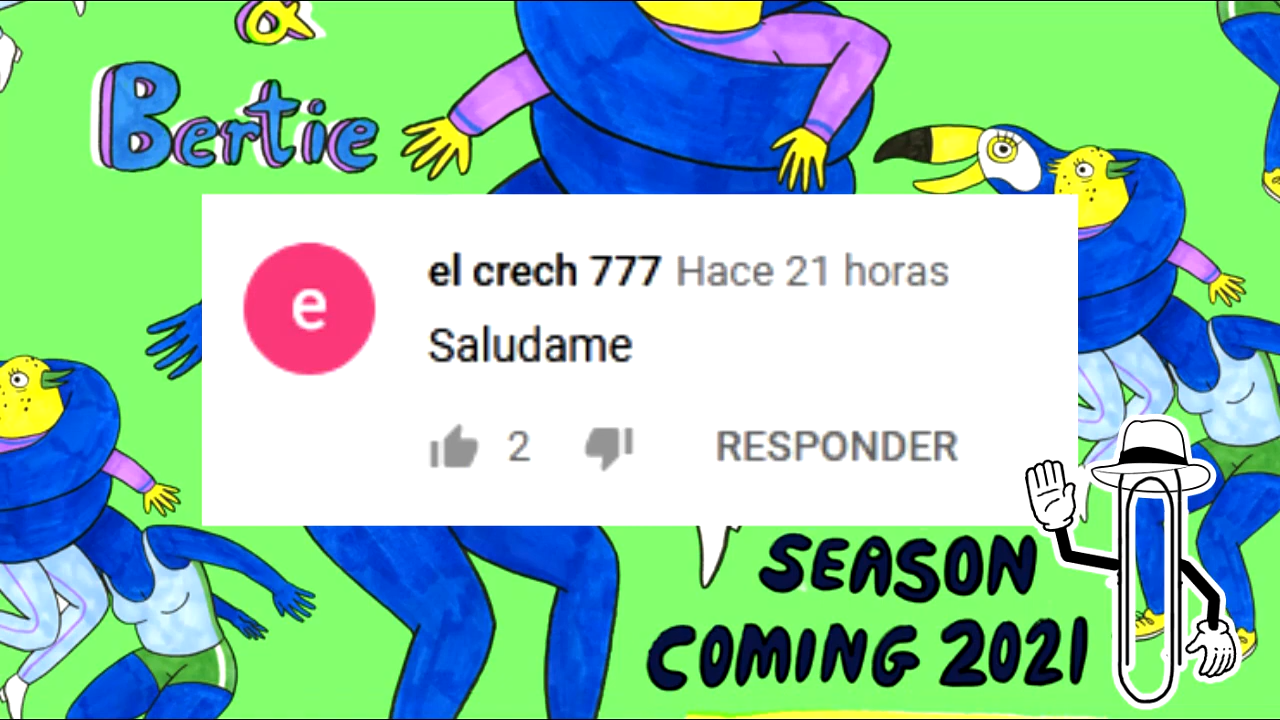 &
Bertie
e
el crech 777 Hace 21 horas
Saludame
2 RESPONDER
SEASON
COMING 2021